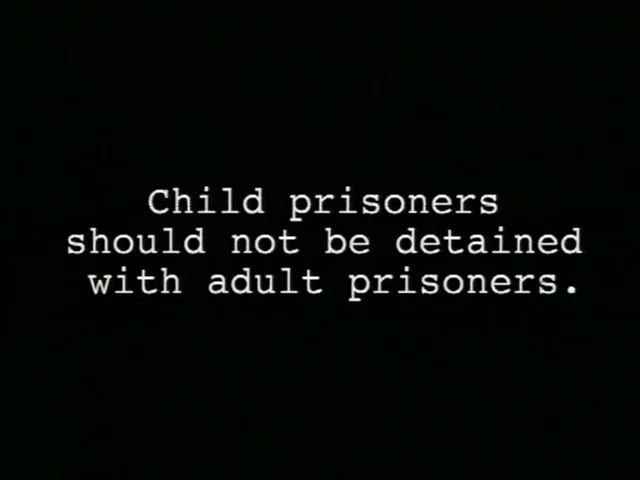 Child prisoners
should not be detained
with adult prisoners.